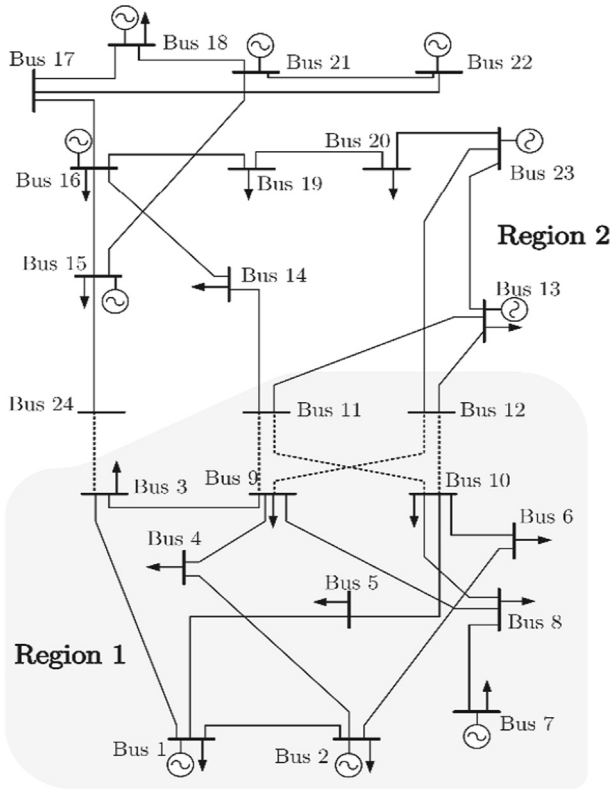 Bus 18
Bus 17
Bus 21
Bus 22
Bus 20
Bus 16
Bus 19
Bus 23
Region 2
Bus 15
Bus 14
Bus 13
Bus 24
Bus 11
Bus 12
Bus 3
Bus 9
Bus 10
Bus 4
Bus 6
Bus 5
Bus 8
Region 1
Bus 7
Bus 1
Bus 2